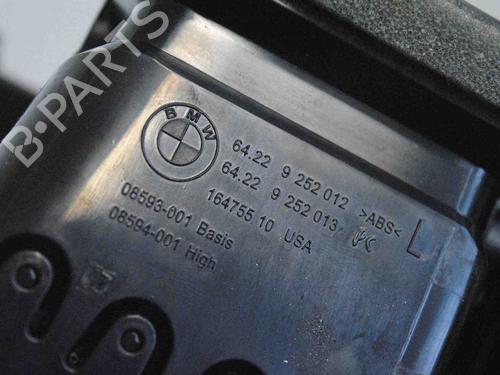 B-PARTS
BMW
64.22 9 252 012 >ABS<
64.22 9 252 013
164755 10 USA
L
08593-001 Basis
08594-001 High